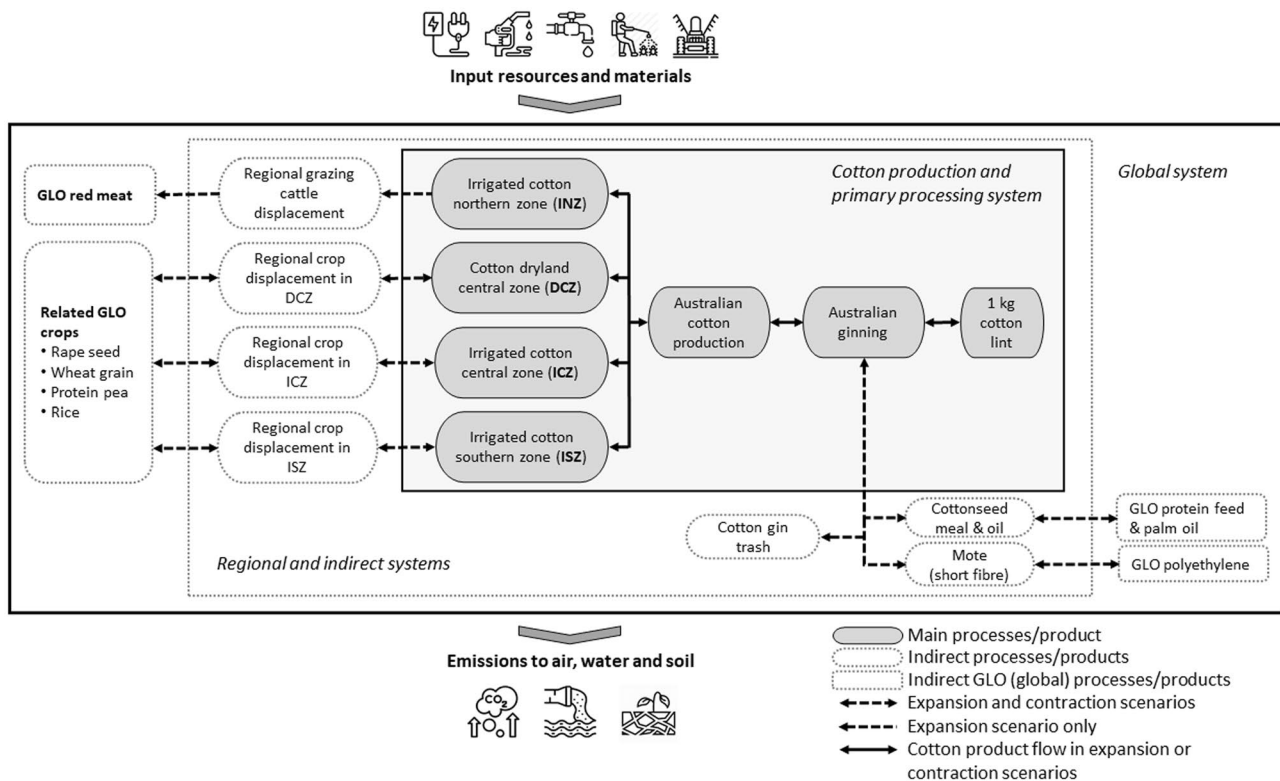 Input resources and materials
Cotton production and
primary processing system
Global system
GLO red meat
Regional grazing
cattle
displacement
Irrigated cotton
northern zone (INZ)
Related GLO
crops
• Rape seed
• Wheat grain
• Protein pea
• Rice
Regional crop
displacement in
DCZ
Cotton dryland
central zone (DCZ)
Regional crop
displacement in
ICZ
Irrigated cotton
central zone (ICZ)
Regional crop
displacement in
ISZ
Irrigated cotton
southern zone (ISZ)
Australian
cotton
production
Australian
ginning
1 kg
cotton
lint
Cotton gin
trash
Cottonseed
meal & oil
GLO protein feed
& palm oil
Mote
(short fibre)
GLO polyethylene
Regional and indirect systems
Emissions to air, water and soil
CO2
Main processes/product
Indirect processes/products
Indirect GLO (global) processes/products
Expansion and contraction scenarios
Expansion scenario only
Cotton product flow in expansion or
contraction scenarios